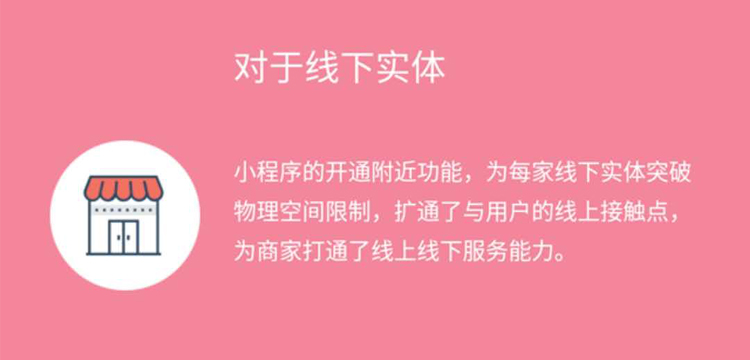 对于线下实体
小程序的开通附近功能，为每家线下实体突破
物理空间限制，扩通了与用户的线上接触点，
为商家打通了线上线下服务能力。